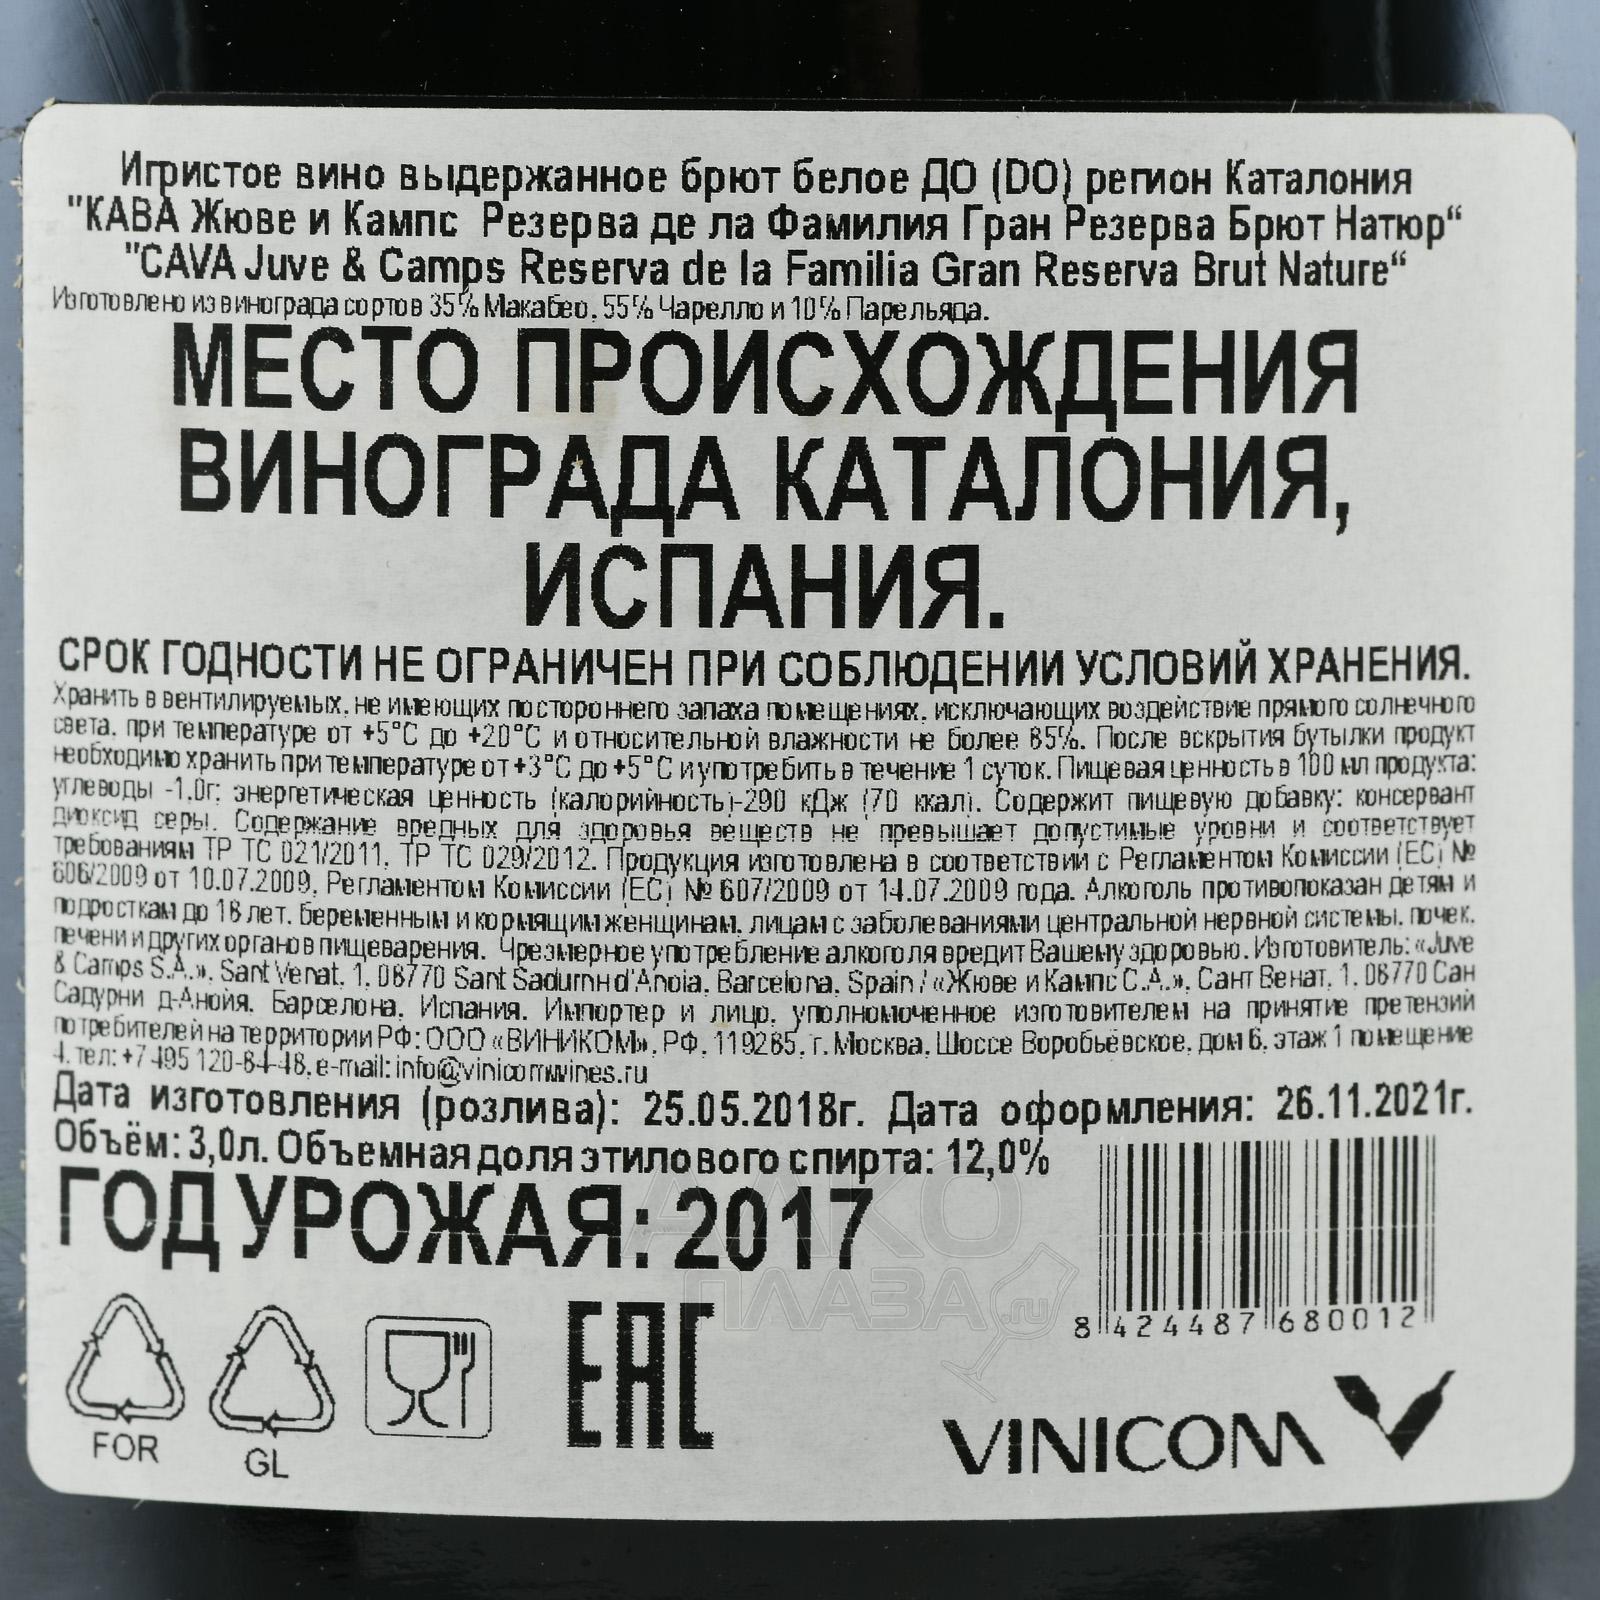 Игристое вино выдержанное брют белое ДО (DO) регион Каталония
"КАВА Жюве и Кампс Резерва де ла Фамилия Гран Резерва Брют Натюр“
"CAVA Juve & Camps Reserva de la Familia Gran Reserva Brut Nature“
Изготовлено из винограда сортов 35% Макабео, 55% Чарелло и 10% Парельяда.
МЕСТО ПРОИСХОЖДЕНИЯ
ВИНОГРАДА КАТАЛОНИЯ,
ИСПАНИЯ.
СРОК ГОДНОСТИ НЕ ОГРАНИЧЕН ПРИ СОБЛЮДЕНИИ УСЛОВИЙ ХРАНЕНИЯ.
Хранить в вентилируемых, не имеющих постороннего запаха помещениях, исключающих воздействие прямого солнечного
света, при температуре от +5°С до +20°С и относительной влажности не более 85%. После вскрытия бутылки продукт
необходимо хранить при температуре от +3°С до +5°С и употребить в течение 1 суток. Пищевая ценность в 100 мл продукта:
углеводы -1,0г; энергетическая ценность (калорийность)-290 кДж (70 ккал). Содержит пищевую добавку: консервант
диоксид серы. Содержание вредных для здоровья веществ не превышает допустимые уровни и соответствует
требованиям ТР ТС 021/2011, ТР ТС 029/2012. Продукция изготовлена в соответствии с Регламентом Комиссии (ЕС) №
606/2009 от 10.07.2009, Регламентом Комиссии (ЕС) № 607/2009 от 14.07.2009 года. Алкоголь противопоказан детям и
подросткам до 18 лет, беременным и кормящим женщинам, лицам с заболеваниями центральной нервной системы, почек,
печени и других органов пищеварения. Чрезмерное употребление алкоголя вредит Вашему здоровью. Изготовитель: «Juve
& Camps S.A.», Sant Venat, 1, 08770 Sant Sadurni d'Anoia, Barcelona, Spain / «Жюве и Кампс С.А.», Сант Венат, 1, 08770 Сан
Садурни д-Анойя, Барселона, Испания. Импортер и лицо, уполномоченное изготовителем на принятие претензий
потребителей на территории РФ: ООО «ВИНИКОМ», РФ, 119285, г. Москва, Шоссе Воробьёвское, дом 6, этаж 1 помещение
4, тел: +7 495 120-84-48, e-mail: info@vinicomwines.ru
Дата изготовления (розлива): 25.05.2018г. Дата оформления: 26.11.2021г.
Объём: 3,0л. Объемная доля этилового спирта: 12,0%
ГОД УРОЖАЯ: 2017
АЛКО
ПЛАЗА.ru
8 424487 680012
FOR
GL
EAC
VINICOM